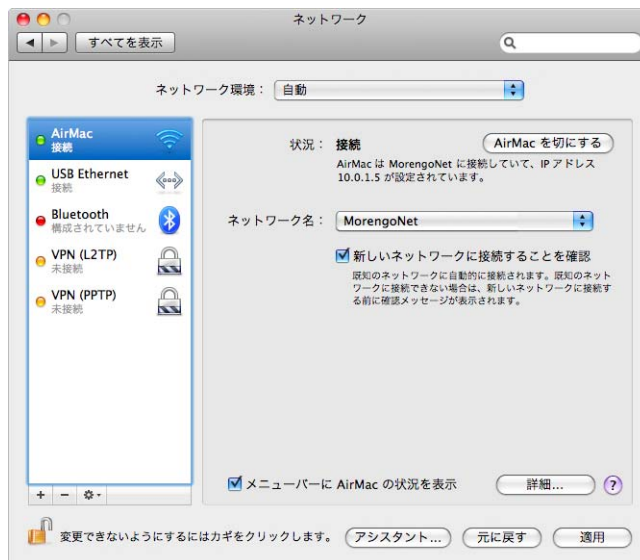 ネットワーク
すべてを表示
ネットワーク環境： 自動
AirMac
接続
USB Ethernet
接続
Bluetooth
構成されていません
VPN (L2TP)
未接続
VPN (PPTP)
未接続
状況： 接続 AirMac を切にする
AirMac は MorengoNet に接続していて、IP アドレス
10.0.1.5 が設定されています。
ネットワーク名： MorengoNet
新しいネットワークに接続することを確認
既知のネットワークに自動的に接続されます。既知のネット
ワークに接続できない場合は、新しいネットワークに接続す
る前に確認メッセージが表示されます。
メニューバーに AirMac の状況を表示 詳細... ?
変更できないようにするにはカギをクリックします。 アシスタント... 元に戻す 適用